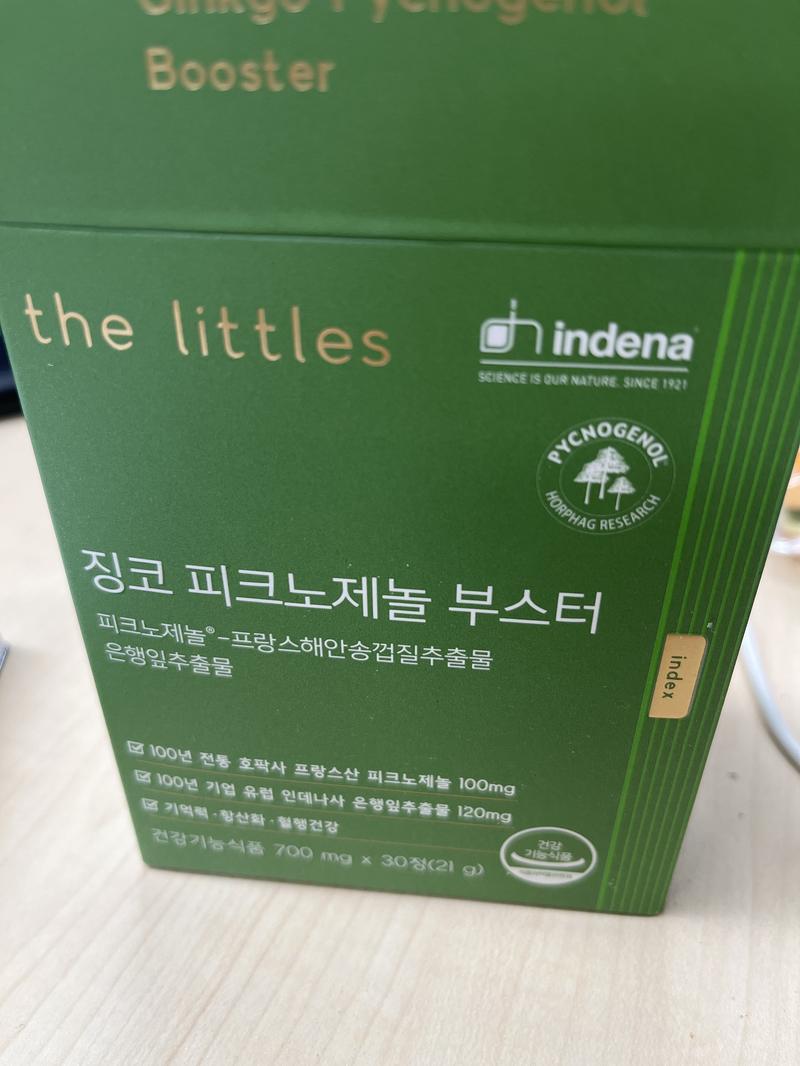 Ginkgo Pycnogenol
Booster
the littles
indena
SCIENCE IS OUR NATURE. SINCE 1921
PYCNOGENOL®
HORPHAG RESEARCH
징코 피크노제놀 부스터
피크노제놀®-프랑스해안송껍질추출물
은행잎추출물
index
100년 전통 호팍사 프랑스산 피크노제놀 100mg
100년 기업 유럽 인데나사 은행잎추출물 120mg
기억력·항산화·혈행건강
건강기능식품 700 mg x 30정(21 g)
건강
기능식품